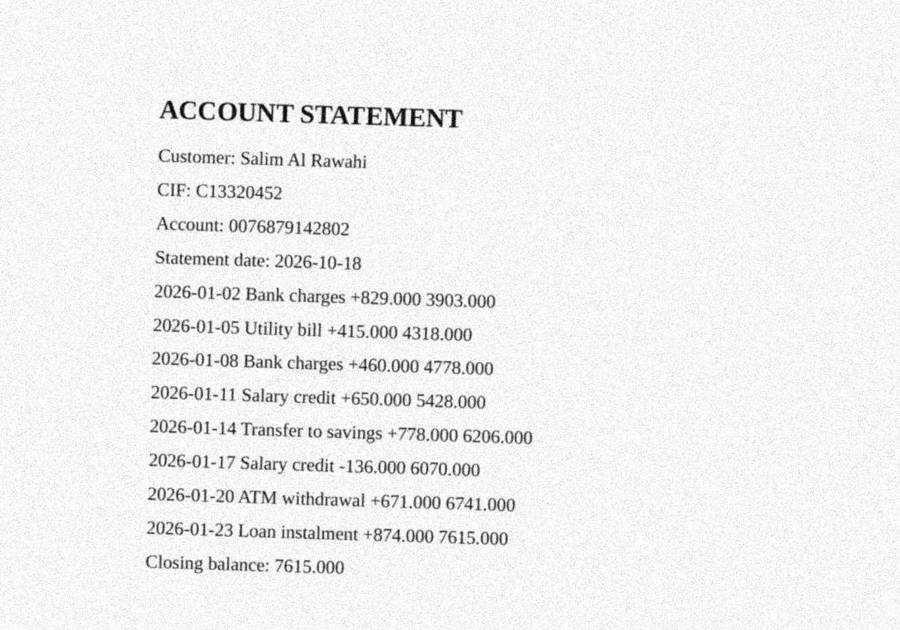 ACCOUNT STATEMENT
Customer: Salim Al Rawahi
CIF: C13320452
Account: 0076879142802
Statement date: 2026-10-18
2026-01-02 Bank charges +829.000 3903.000
2026-01-05 Utility bill +415.000 4318.000
2026-01-08 Bank charges +460.000 4778.000
2026-01-11 Salary credit +650.000 5428.000
2026-01-14 Transfer to savings +778.000 6206.000
2026-01-17 Salary credit -136.000 6070.000
2026-01-20 ATM withdrawal +671.000 6741.000
2026-01-23 Loan instalment +874.000 7615.000
Closing balance: 7615.000